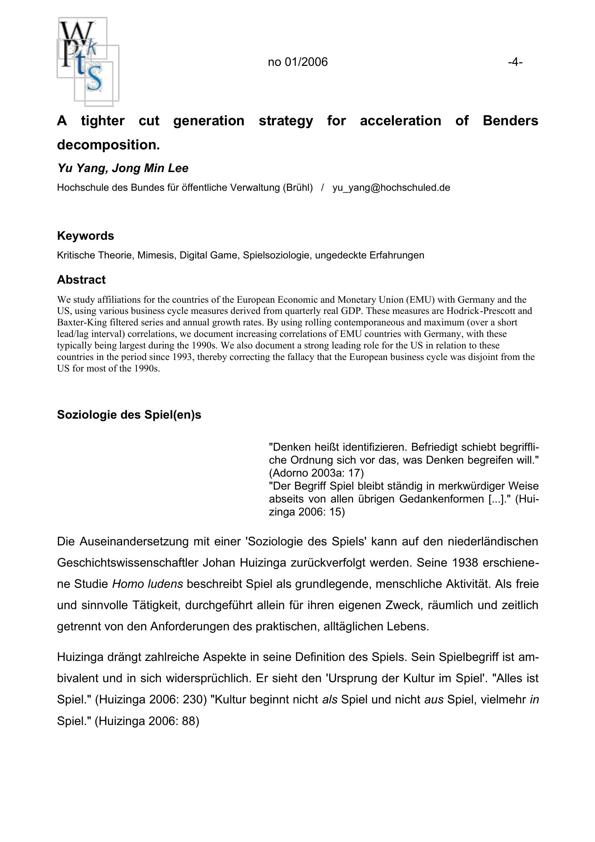 W
Pkts
no 01/2006 -4-
A tighter cut generation strategy for acceleration of Benders
decomposition.
Yu Yang, Jong Min Lee
Hochschule des Bundes für öffentliche Verwaltung (Brühl) / yu_yang@hochschuled.de
Keywords
Kritische Theorie, Mimesis, Digital Game, Spielsoziologie, ungedeckte Erfahrungen
Abstract
We study affiliations for the countries of the European Economic and Monetary Union (EMU) with Germany and the
US, using various business cycle measures derived from quarterly real GDP. These measures are Hodrick-Prescott and
Baxter-King filtered series and annual growth rates. By using rolling contemporaneous and maximum (over a short
lead/lag interval) correlations, we document increasing correlations of EMU countries with Germany, with these
typically being largest during the 1990s. We also document a strong leading role for the US in relation to these
countries in the period since 1993, thereby correcting the fallacy that the European business cycle was disjoint from the
US for most of the 1990s.
Soziologie des Spiel(en)s
"Denken heißt identifizieren. Befriedigt schiebt begriffli-
che Ordnung sich vor das, was Denken begreifen will."
(Adorno 2003a: 17)
"Der Begriff Spiel bleibt ständig in merkwürdiger Weise
abseits von allen übrigen Gedankenformen [...]." (Hui-
zinga 2006: 15)
Die Auseinandersetzung mit einer 'Soziologie des Spiels' kann auf den niederländischen
Geschichtswissenschaftler Johan Huizinga zurückverfolgt werden. Seine 1938 erschiene-
ne Studie Homo ludens beschreibt Spiel als grundlegende, menschliche Aktivität. Als freie
und sinnvolle Tätigkeit, durchgeführt allein für ihren eigenen Zweck, räumlich und zeitlich
getrennt von den Anforderungen des praktischen, alltäglichen Lebens.
Huizinga drängt zahlreiche Aspekte in seine Definition des Spiels. Sein Spielbegriff ist am-
bivalent und in sich widersprüchlich. Er sieht den 'Ursprung der Kultur im Spiel'. "Alles ist
Spiel." (Huizinga 2006: 230) "Kultur beginnt nicht als Spiel und nicht aus Spiel, vielmehr in
Spiel." (Huizinga 2006: 88)